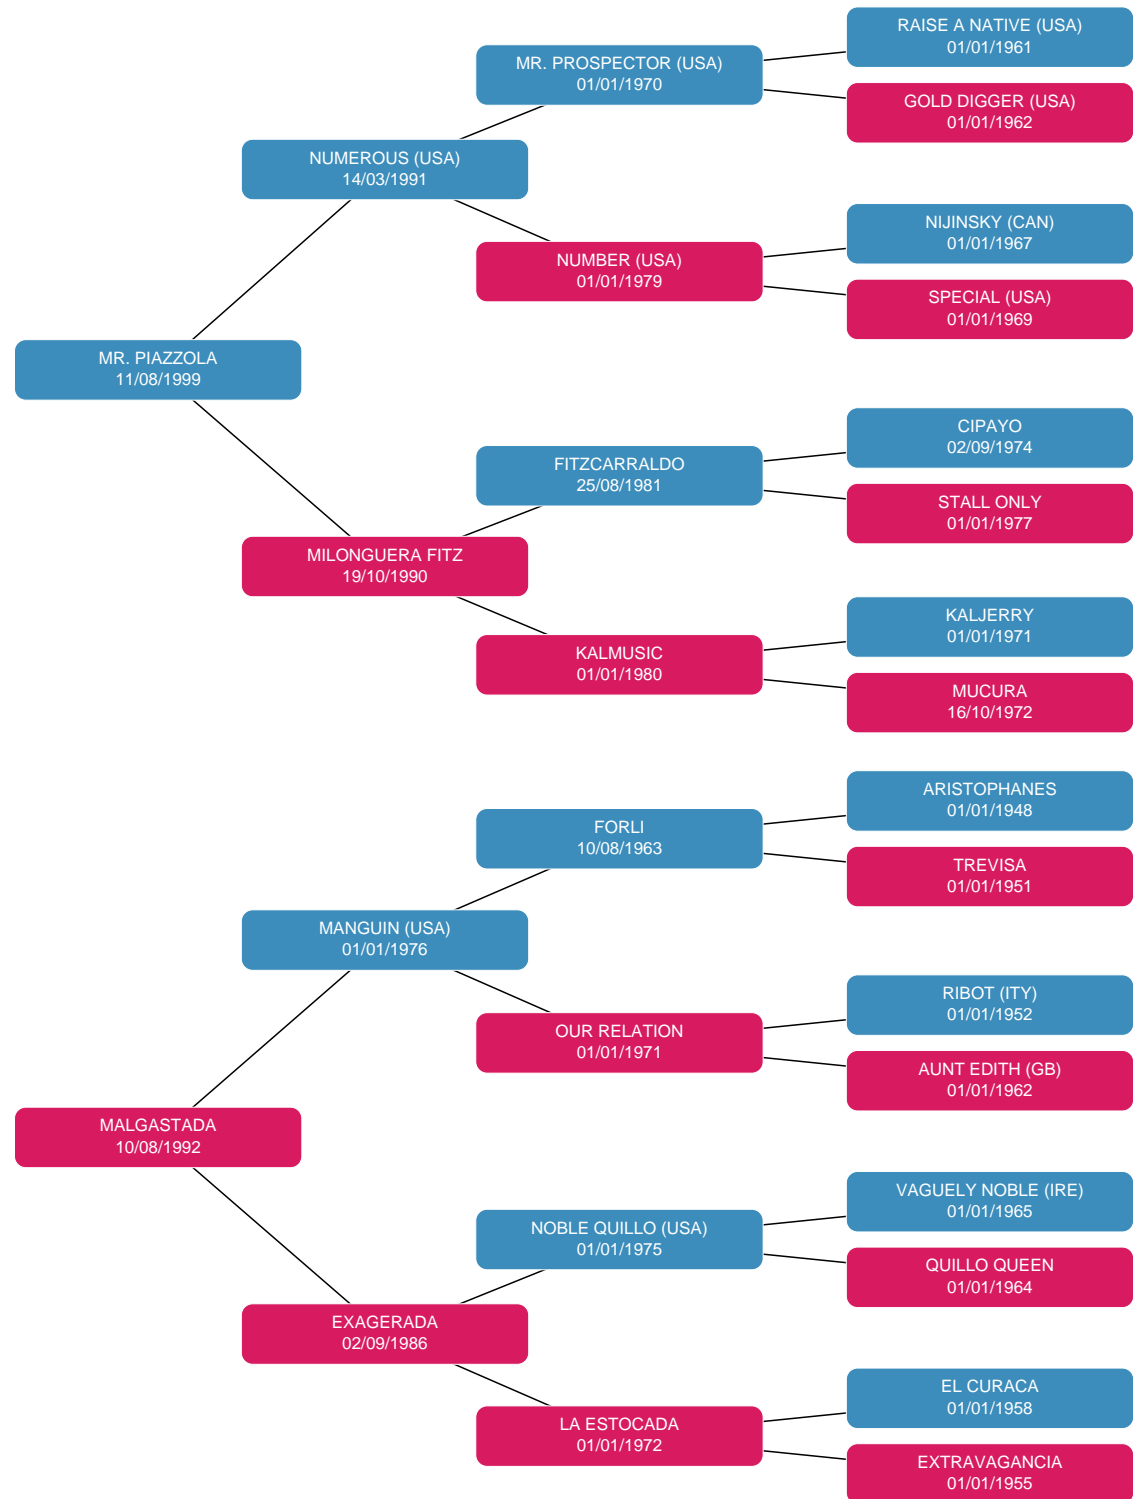 RAISE A NATIVE (USA)
01/01/1961
MR. PROSPECTOR (USA)
01/01/1970
GOLD DIGGER (USA)
01/01/1962
NUMEROUS (USA)
14/03/1991
NIJINSKY (CAN)
01/01/1967
NUMBER (USA)
01/01/1979
SPECIAL (USA)
01/01/1969
MR. PIAZZOLA
11/08/1999
CIPAYO
02/09/1974
FITZCARRALDO
25/08/1981
STALL ONLY
01/01/1977
MILONGUERA FITZ
19/10/1990
KALJERRY
01/01/1971
KALMUSIC
01/01/1980
MUCURA
16/10/1972
ARISTOPHANES
01/01/1948
FORLI
10/08/1963
TREVISA
01/01/1951
MANGUIN (USA)
01/01/1976
RIBOT (ITY)
01/01/1952
OUR RELATION
01/01/1971
AUNT EDITH (GB)
01/01/1962
MALGASTADA
10/08/1992
VAGUELY NOBLE (IRE)
01/01/1965
NOBLE QUILLO (USA)
01/01/1975
QUILLO QUEEN
01/01/1964
EXAGERADA
02/09/1986
EL CURACA
01/01/1958
LA ESTOCADA
01/01/1972
EXTRAVAGANCIA
01/01/1955